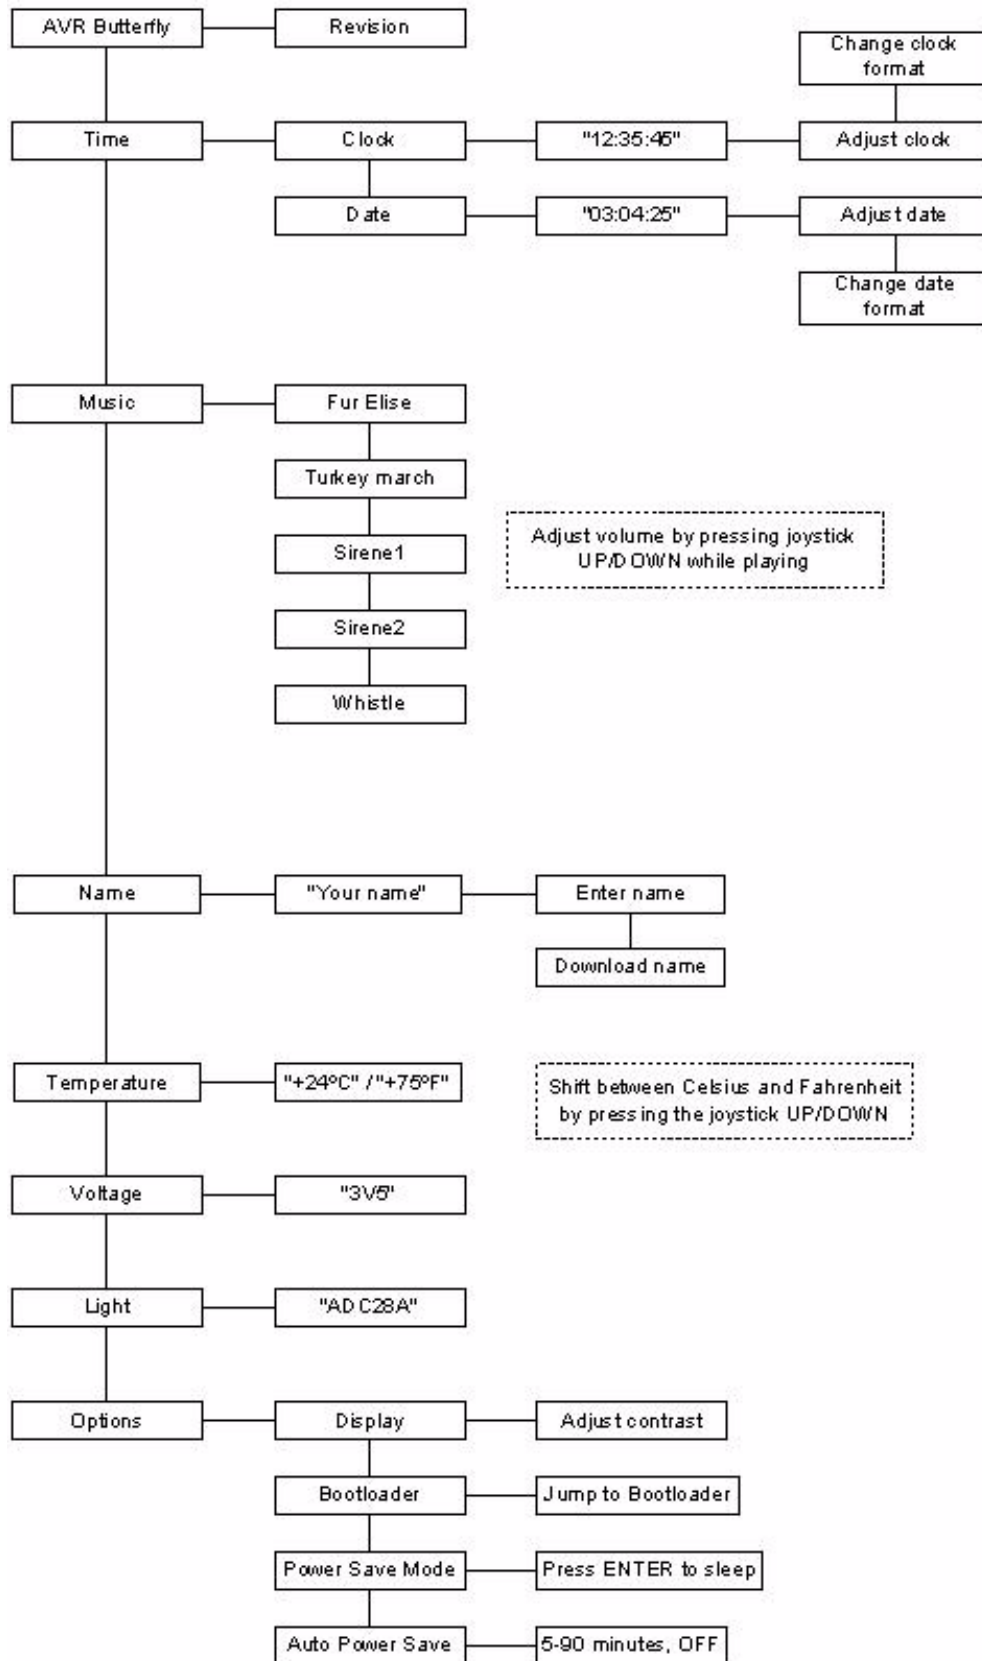 AVR Butterfly
Revision
Change clock
format
Time
Clock
"12:35:45"
Adjust clock
Date
"03:04:25"
Adjust date
Change date
format
Music
Fur Elise
Turkey march
Adjust volume by pressing joystick
UP/DOWN while playing
Sirene1
Sirene2
Whistle
Name
"Your name"
Enter name
Download name
Temperature
"+24ºC" / "+75ºF"
Shift between Celsius and Fahrenheit
by pressing the joystick UP/DOWN
Voltage
"3V5"
Light
"ADC28A"
Options
Display
Adjust contrast
Bootloader
Jump to Bootloader
Power Save Mode
Press ENTER to sleep
Auto Power Save
5-90 minutes, OFF